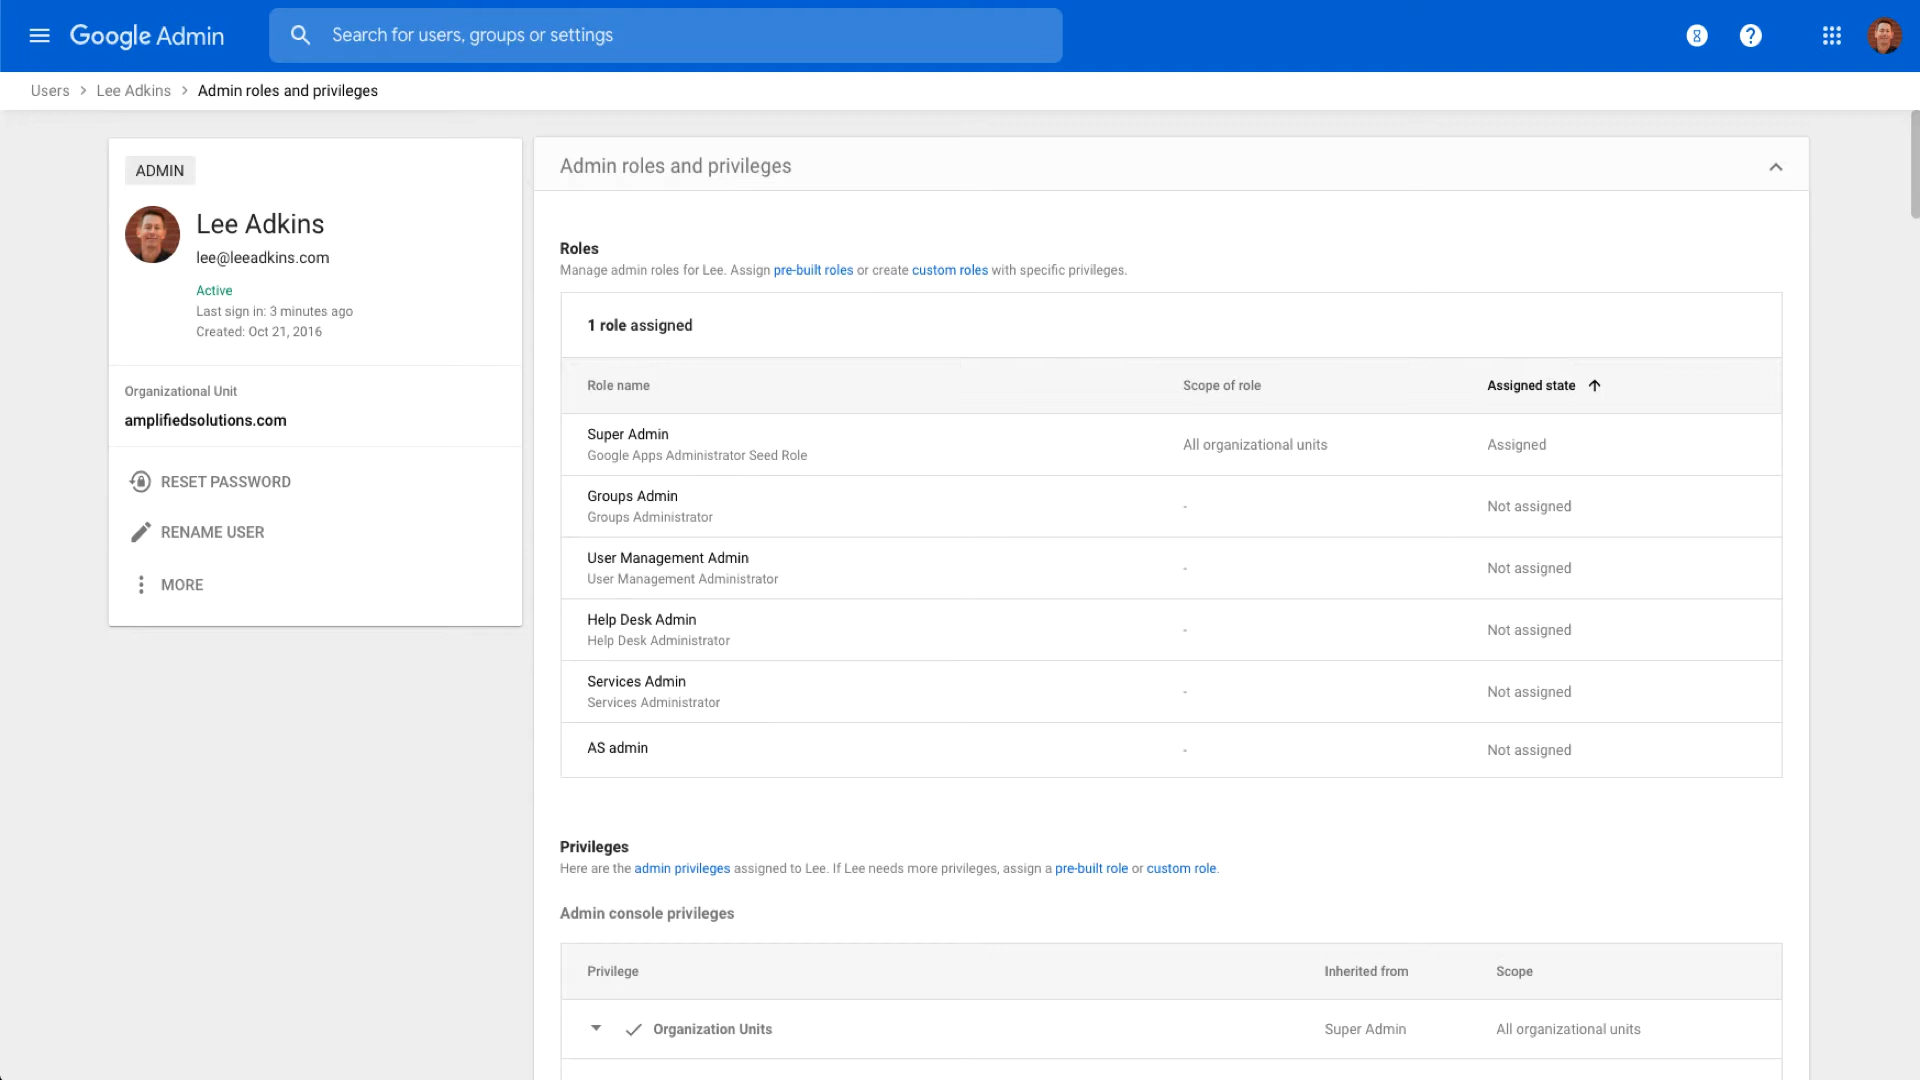 Google Admin
Search for users, groups or settings
Users > Lee Adkins > Admin roles and privileges
ADMIN
Lee Adkins
lee@leeadkins.com
Active
Last sign in: 3 minutes ago
Created: Oct 21, 2016
Organizational Unit
amplifiedsolutions.com
RESET PASSWORD
RENAME USER
MORE
Admin roles and privileges
Roles
Manage admin roles for Lee. Assign pre-built roles or create custom roles with specific privileges.
1 role assigned
Role name Scope of role Assigned state
Super Admin
Google Apps Administrator Seed Role
All organizational units Assigned
Groups Admin
Groups Administrator
- Not assigned
User Management Admin
User Management Administrator
- Not assigned
Help Desk Admin
Help Desk Administrator
- Not assigned
Services Admin
Services Administrator
- Not assigned
AS admin - Not assigned
Privileges
Here are the admin privileges assigned to Lee. If Lee needs more privileges, assign a pre-built role or custom role.
Admin console privileges
Privilege Inherited from Scope
Organization Units Super Admin All organizational units